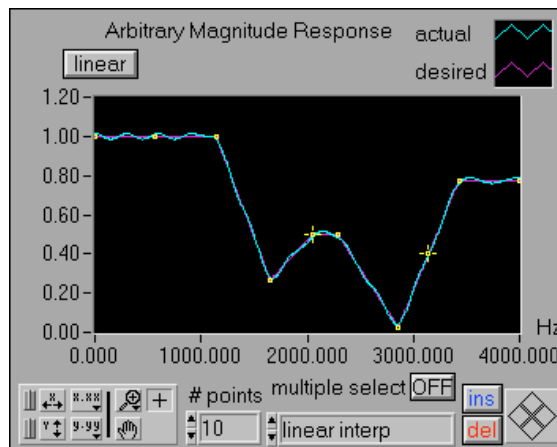 Arbitrary Magnitude Response
actual
desired
linear
1.20
1.00
0.80
0.60
0.40
0.20
0.00
Hz
0.000 1000.000 2000.000 3000.000 4000.000
# points
multiple select OFF
ins
10
linear interp
del
X X.XX
Y Y.YY